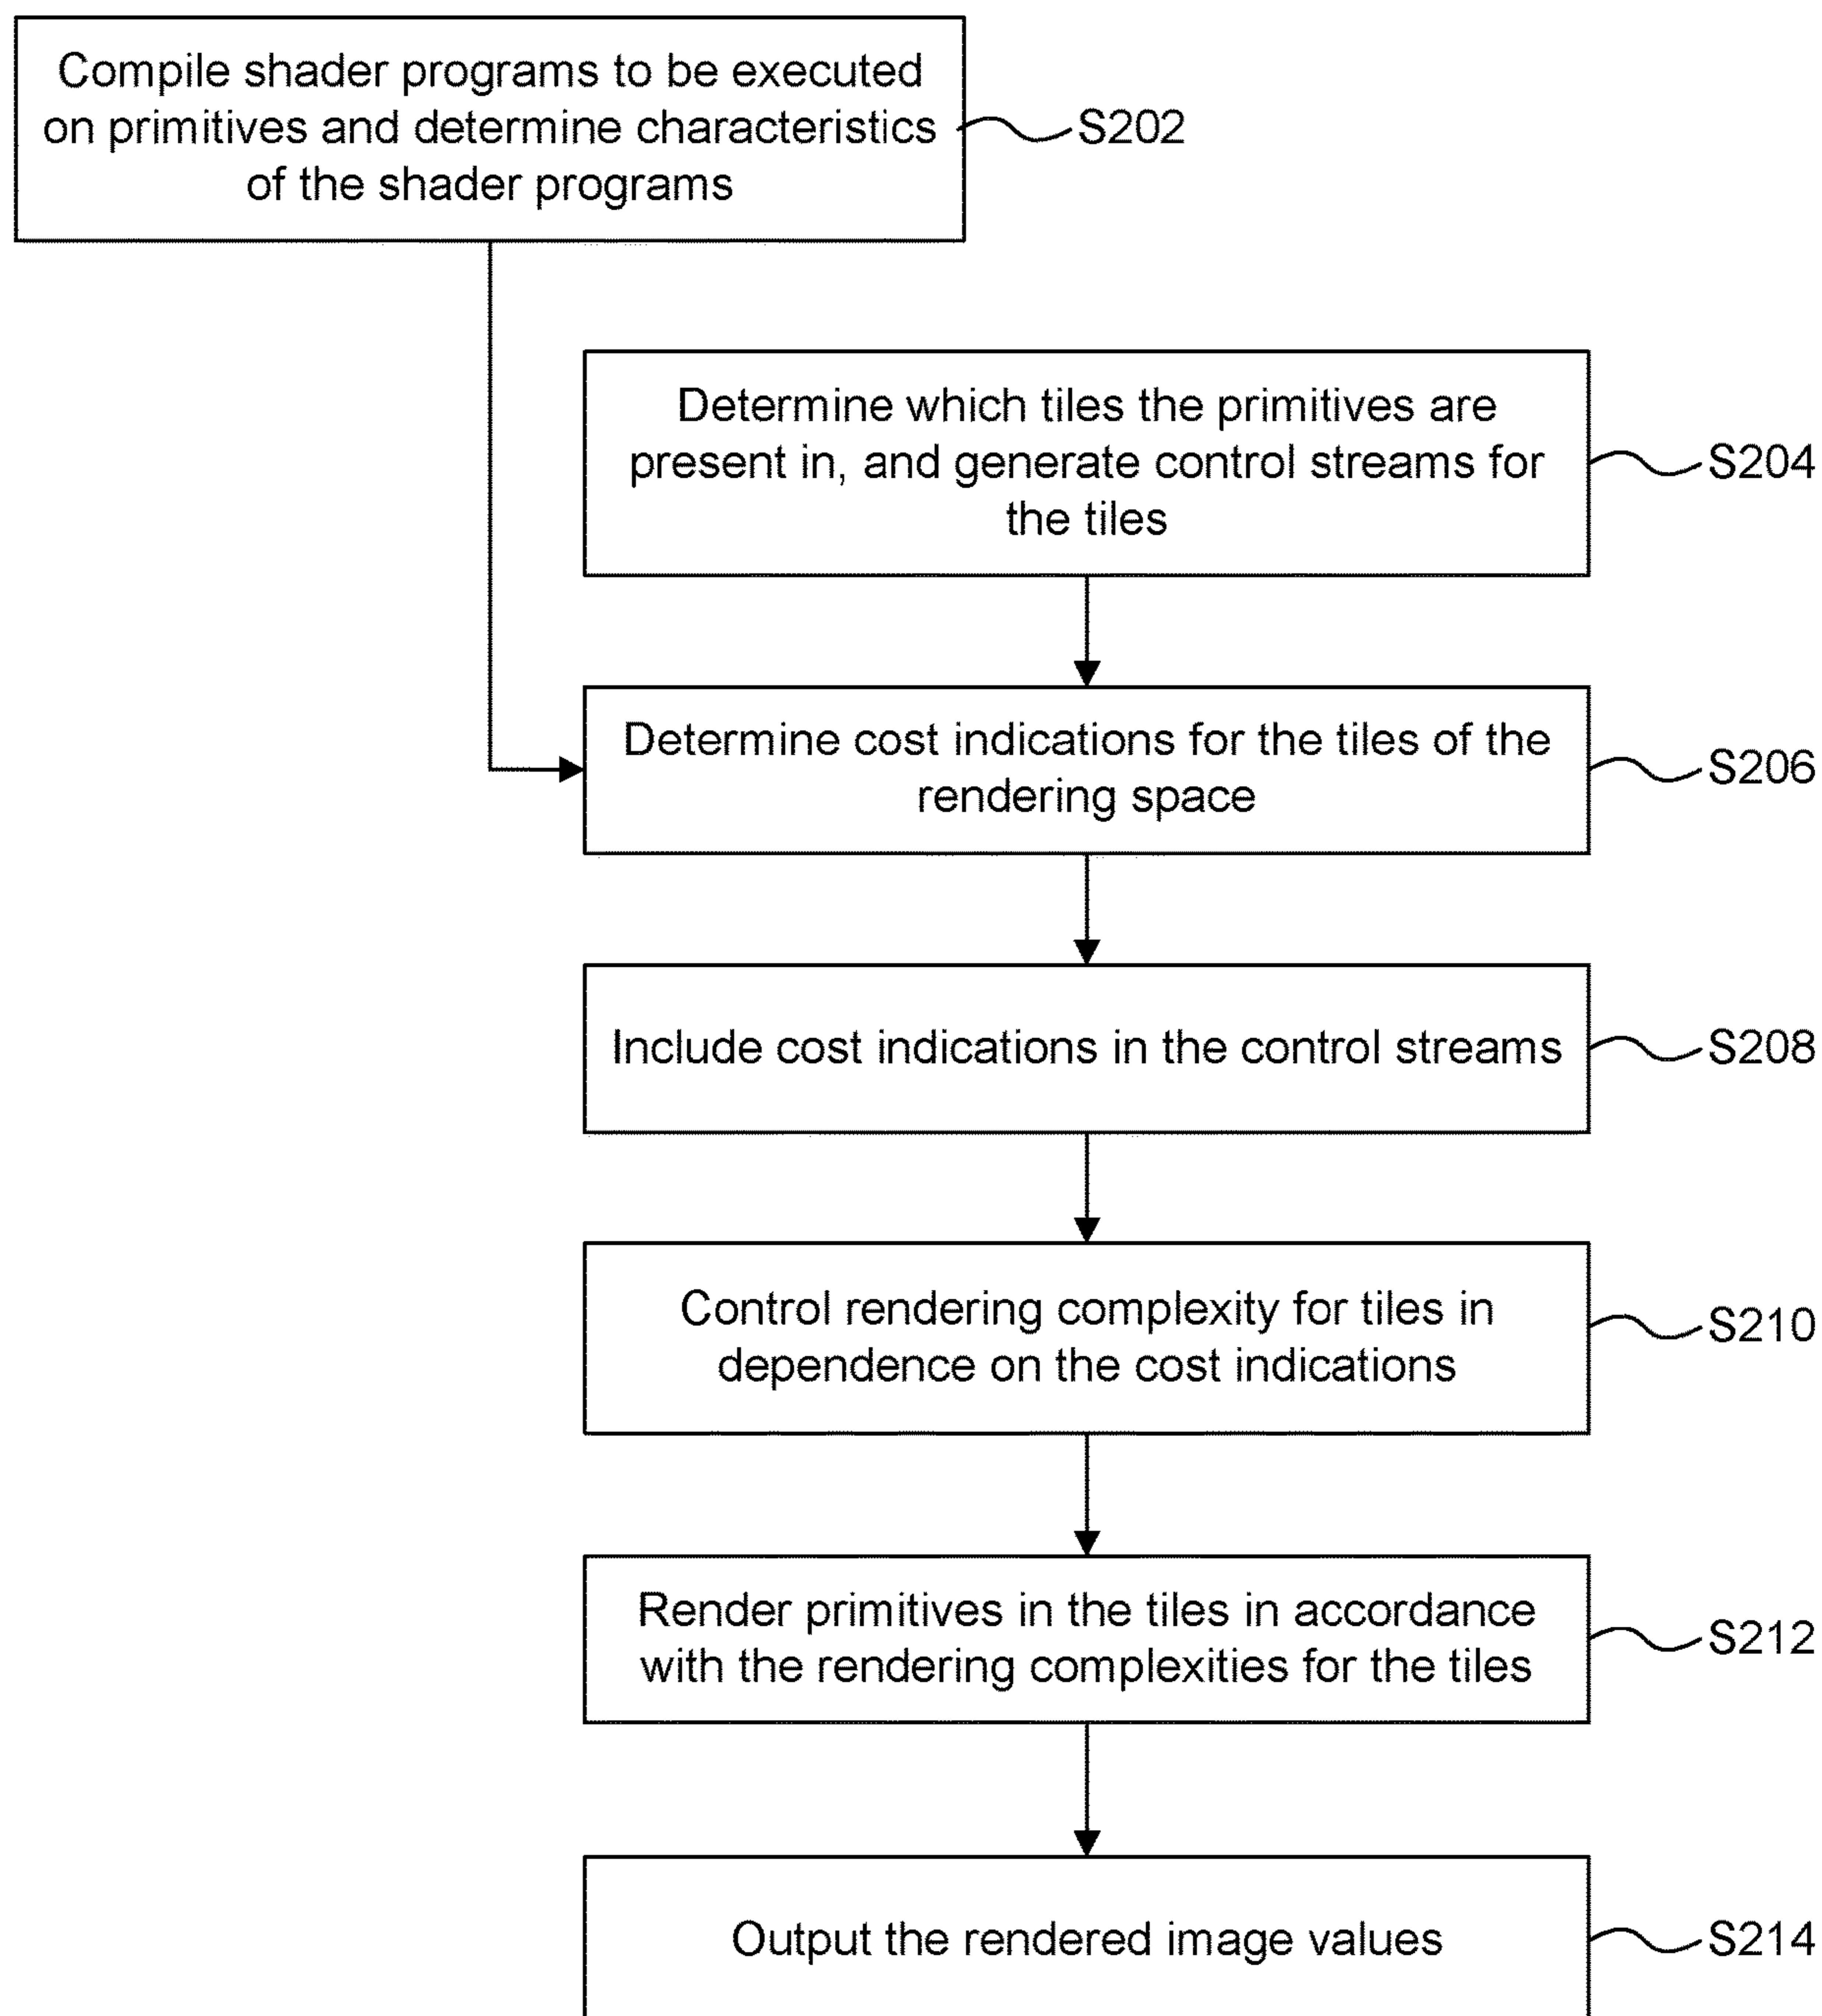 Compile shader programs to be executed
on primitives and determine characteristics
of the shader programs
S202
Determine which tiles the primitives are
present in, and generate control streams for
the tiles
S204
Determine cost indications for the tiles of the
rendering space
S206
Include cost indications in the control streams
S208
Control rendering complexity for tiles in
dependence on the cost indications
S210
Render primitives in the tiles in accordance
with the rendering complexities for the tiles
S212
Output the rendered image values
S214